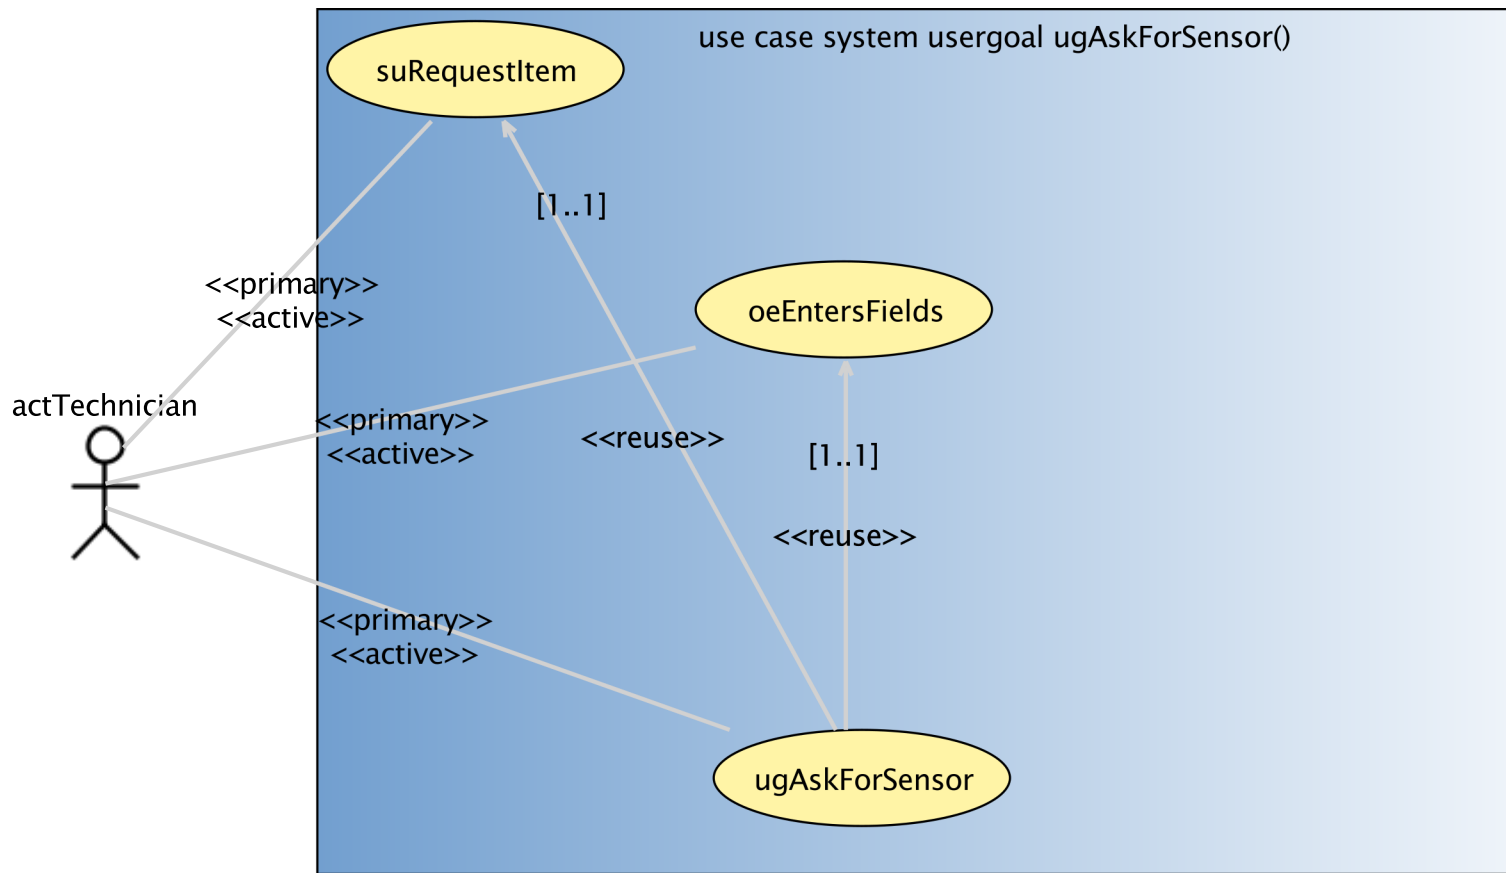 use case system usergoal ugAskForSensor()
suRequestItem
[1..1]
<<primary>>
<<active>>
oeEntersFields
actTechnician
<<primary>>
<<active>>
<<reuse>>
[1..1]
<<reuse>>
<<primary>>
<<active>>
ugAskForSensor